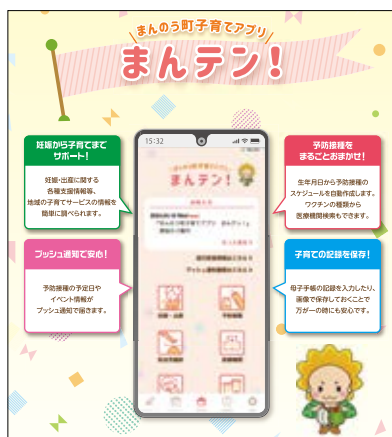 まんのう町子育てアプリ
まんテン！
妊娠から子育てまで
サポート！
妊娠・出産に関する
各種支援情報等、
地域の子育てサービスの情報を
簡単に調べられます。
プッシュ通知で安心！
予防接種の予定日や
イベント情報が
プッシュ通知で届きます。
15:32
まんのう町子育てアプリ
まんテン！
予防接種を
まるごとおまかせ！
生年月日から予防接種の
スケジュールを自動作成します。
ワクチンの種類から
医療機関検索もできます。
子育ての記録を保存！
母子手帳の記録を入力したり、
画像で保存しておくことで
万が一の時にも安心です。